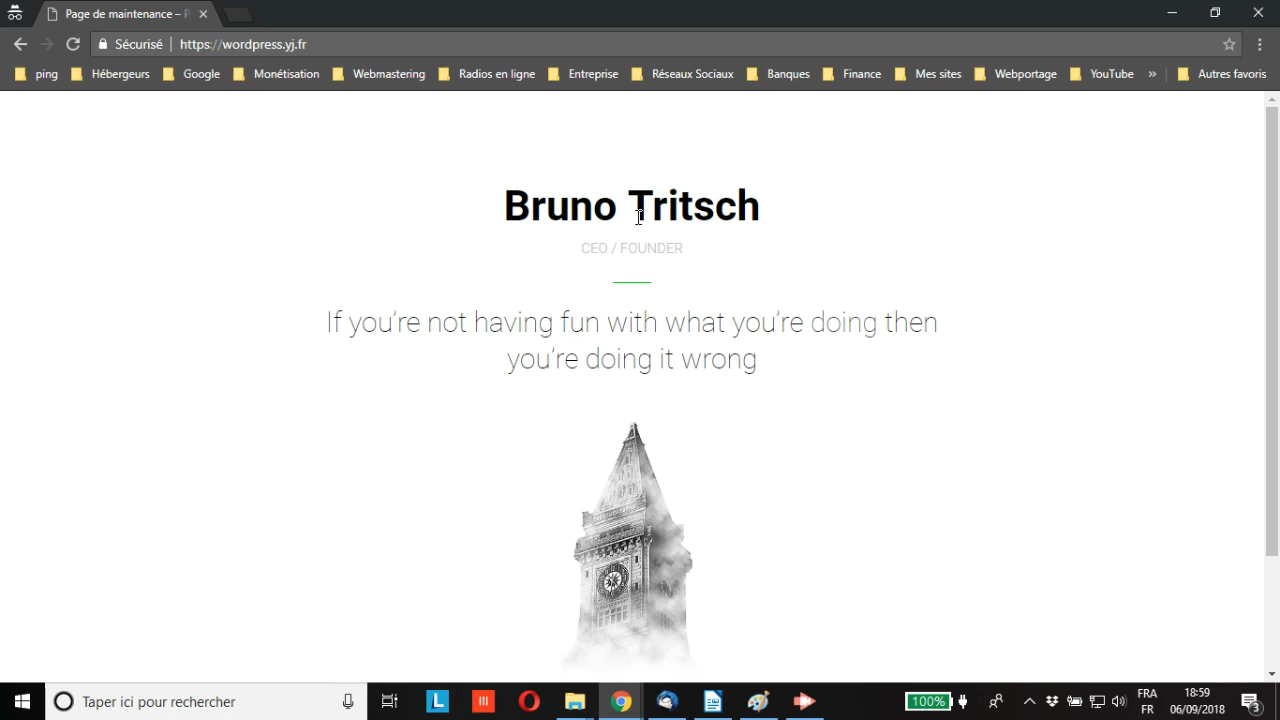 Page de maintenance – P
Sécurisé
https://wordpress.yj.fr
ping
Hébergeurs
Google
Monétisation
Webmastering
Radios en ligne
Entreprise
Réseaux Sociaux
Banques
Finance
Mes sites
Webportage
YouTube
»
Autres favoris
Bruno Tritsch
CEO / FOUNDER
If you’re not having fun with what you’re doing then
you’re doing it wrong
Taper ici pour rechercher
L
100%
FRA
FR
18:59
06/09/2018
3